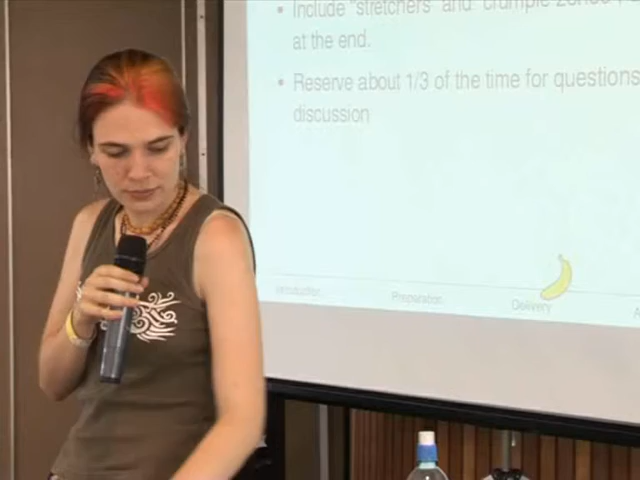 • Include "stretchers" and "crumple zones"
at the end.
• Reserve about 1/3 of the time for questions
discussion
Introduction
Preparation
Delivery
A